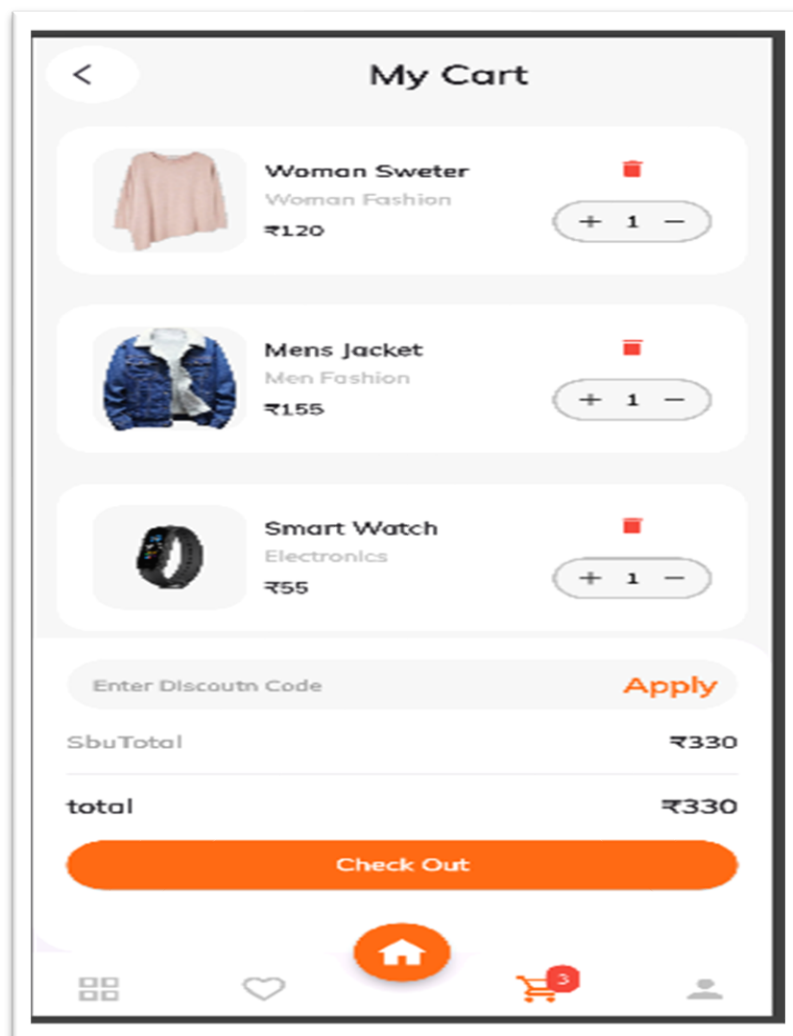 My Cart
Woman Sweter
Woman Fashion
₹120
+ 1 −
Mens Jacket
Men Fashion
₹155
+ 1 −
Smart Watch
Electronics
₹55
+ 1 −
Enter Discoutn Code Apply
SbuTotal ₹330
total ₹330
Check Out
3